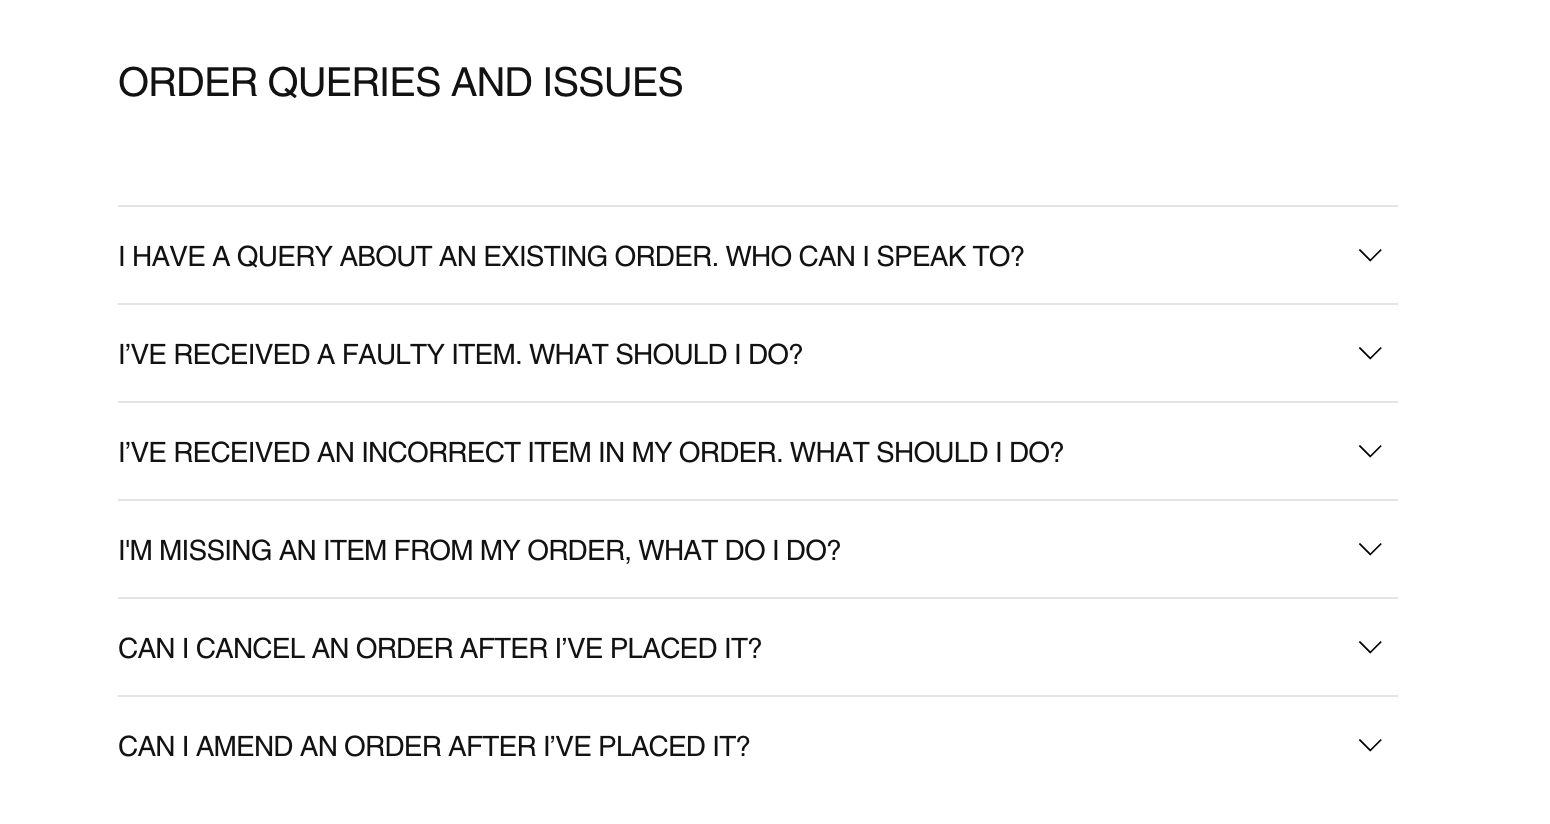 ORDER QUERIES AND ISSUES
I HAVE A QUERY ABOUT AN EXISTING ORDER. WHO CAN I SPEAK TO?
I’VE RECEIVED A FAULTY ITEM. WHAT SHOULD I DO?
I’VE RECEIVED AN INCORRECT ITEM IN MY ORDER. WHAT SHOULD I DO?
I'M MISSING AN ITEM FROM MY ORDER, WHAT DO I DO?
CAN I CANCEL AN ORDER AFTER I’VE PLACED IT?
CAN I AMEND AN ORDER AFTER I’VE PLACED IT?